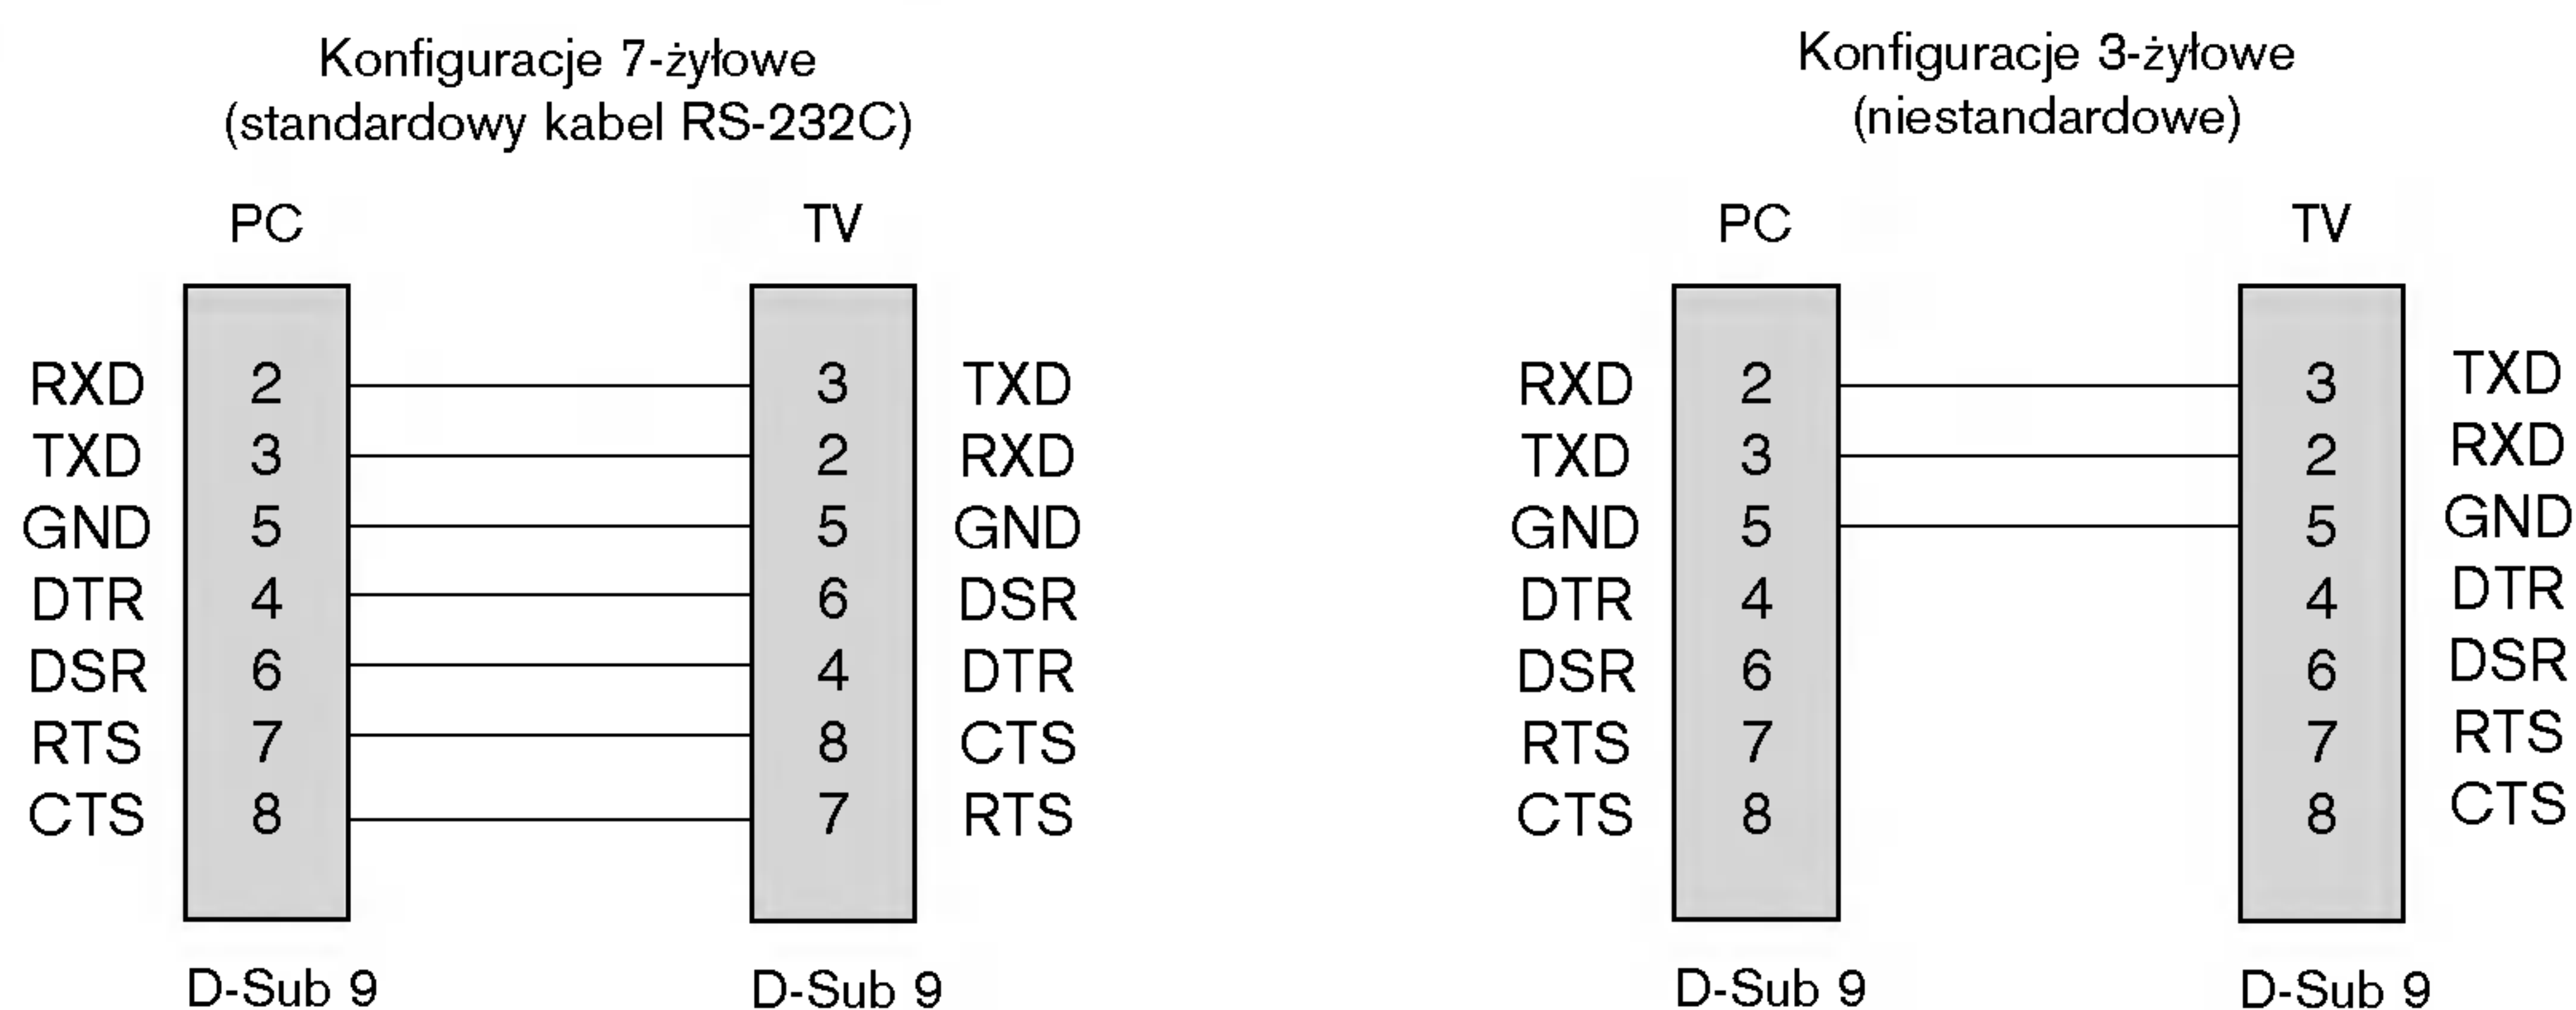 Konfiguracje 7-żyłowe
(standardowy kabel RS-232C)
PC TV
RXD 2 3 TXD
TXD 3 2 RXD
GND 5 5 GND
DTR 4 6 DSR
DSR 6 4 DTR
RTS 7 8 CTS
CTS 8 7 RTS
D-Sub 9 D-Sub 9
Konfiguracje 3-żyłowe
(niestandardowe)
PC TV
RXD 2 3 TXD
TXD 3 2 RXD
GND 5 5 GND
DTR 4 4 DTR
DSR 6 6 DSR
RTS 7 7 RTS
CTS 8 8 CTS
D-Sub 9 D-Sub 9